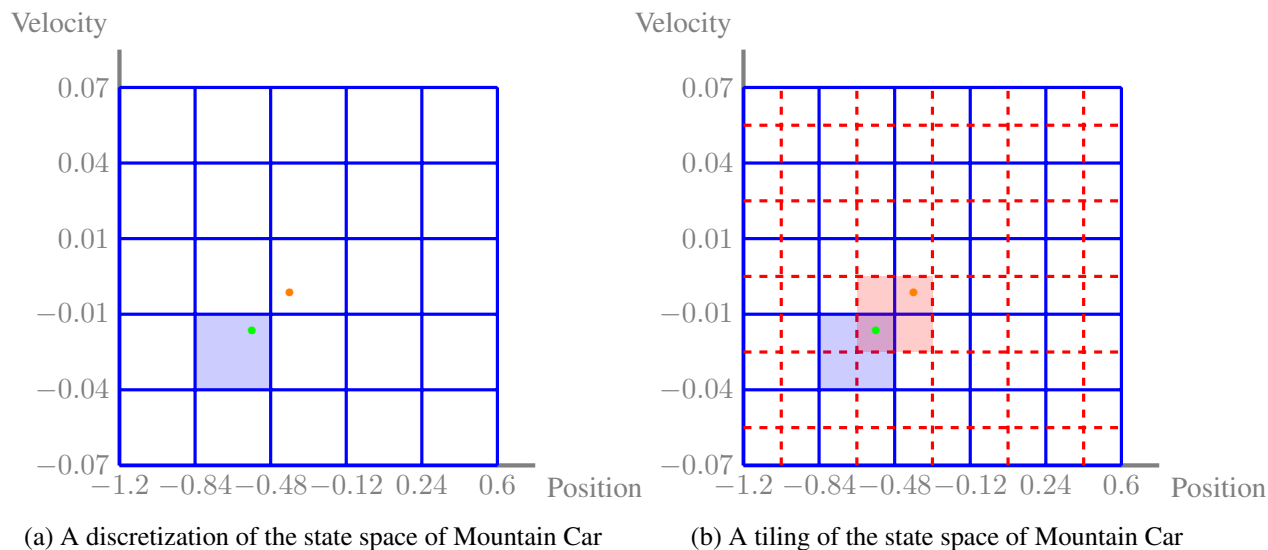 Velocity
0.07
0.04
0.01
−0.01
−0.04
−0.07
−1.2 −0.84 −0.48 −0.12 0.24 0.6
Position
(a) A discretization of the state space of Mountain Car
Velocity
0.07
0.04
0.01
−0.01
−0.04
−0.07
−1.2 −0.84 −0.48 −0.12 0.24 0.6
Position
(b) A tiling of the state space of Mountain Car